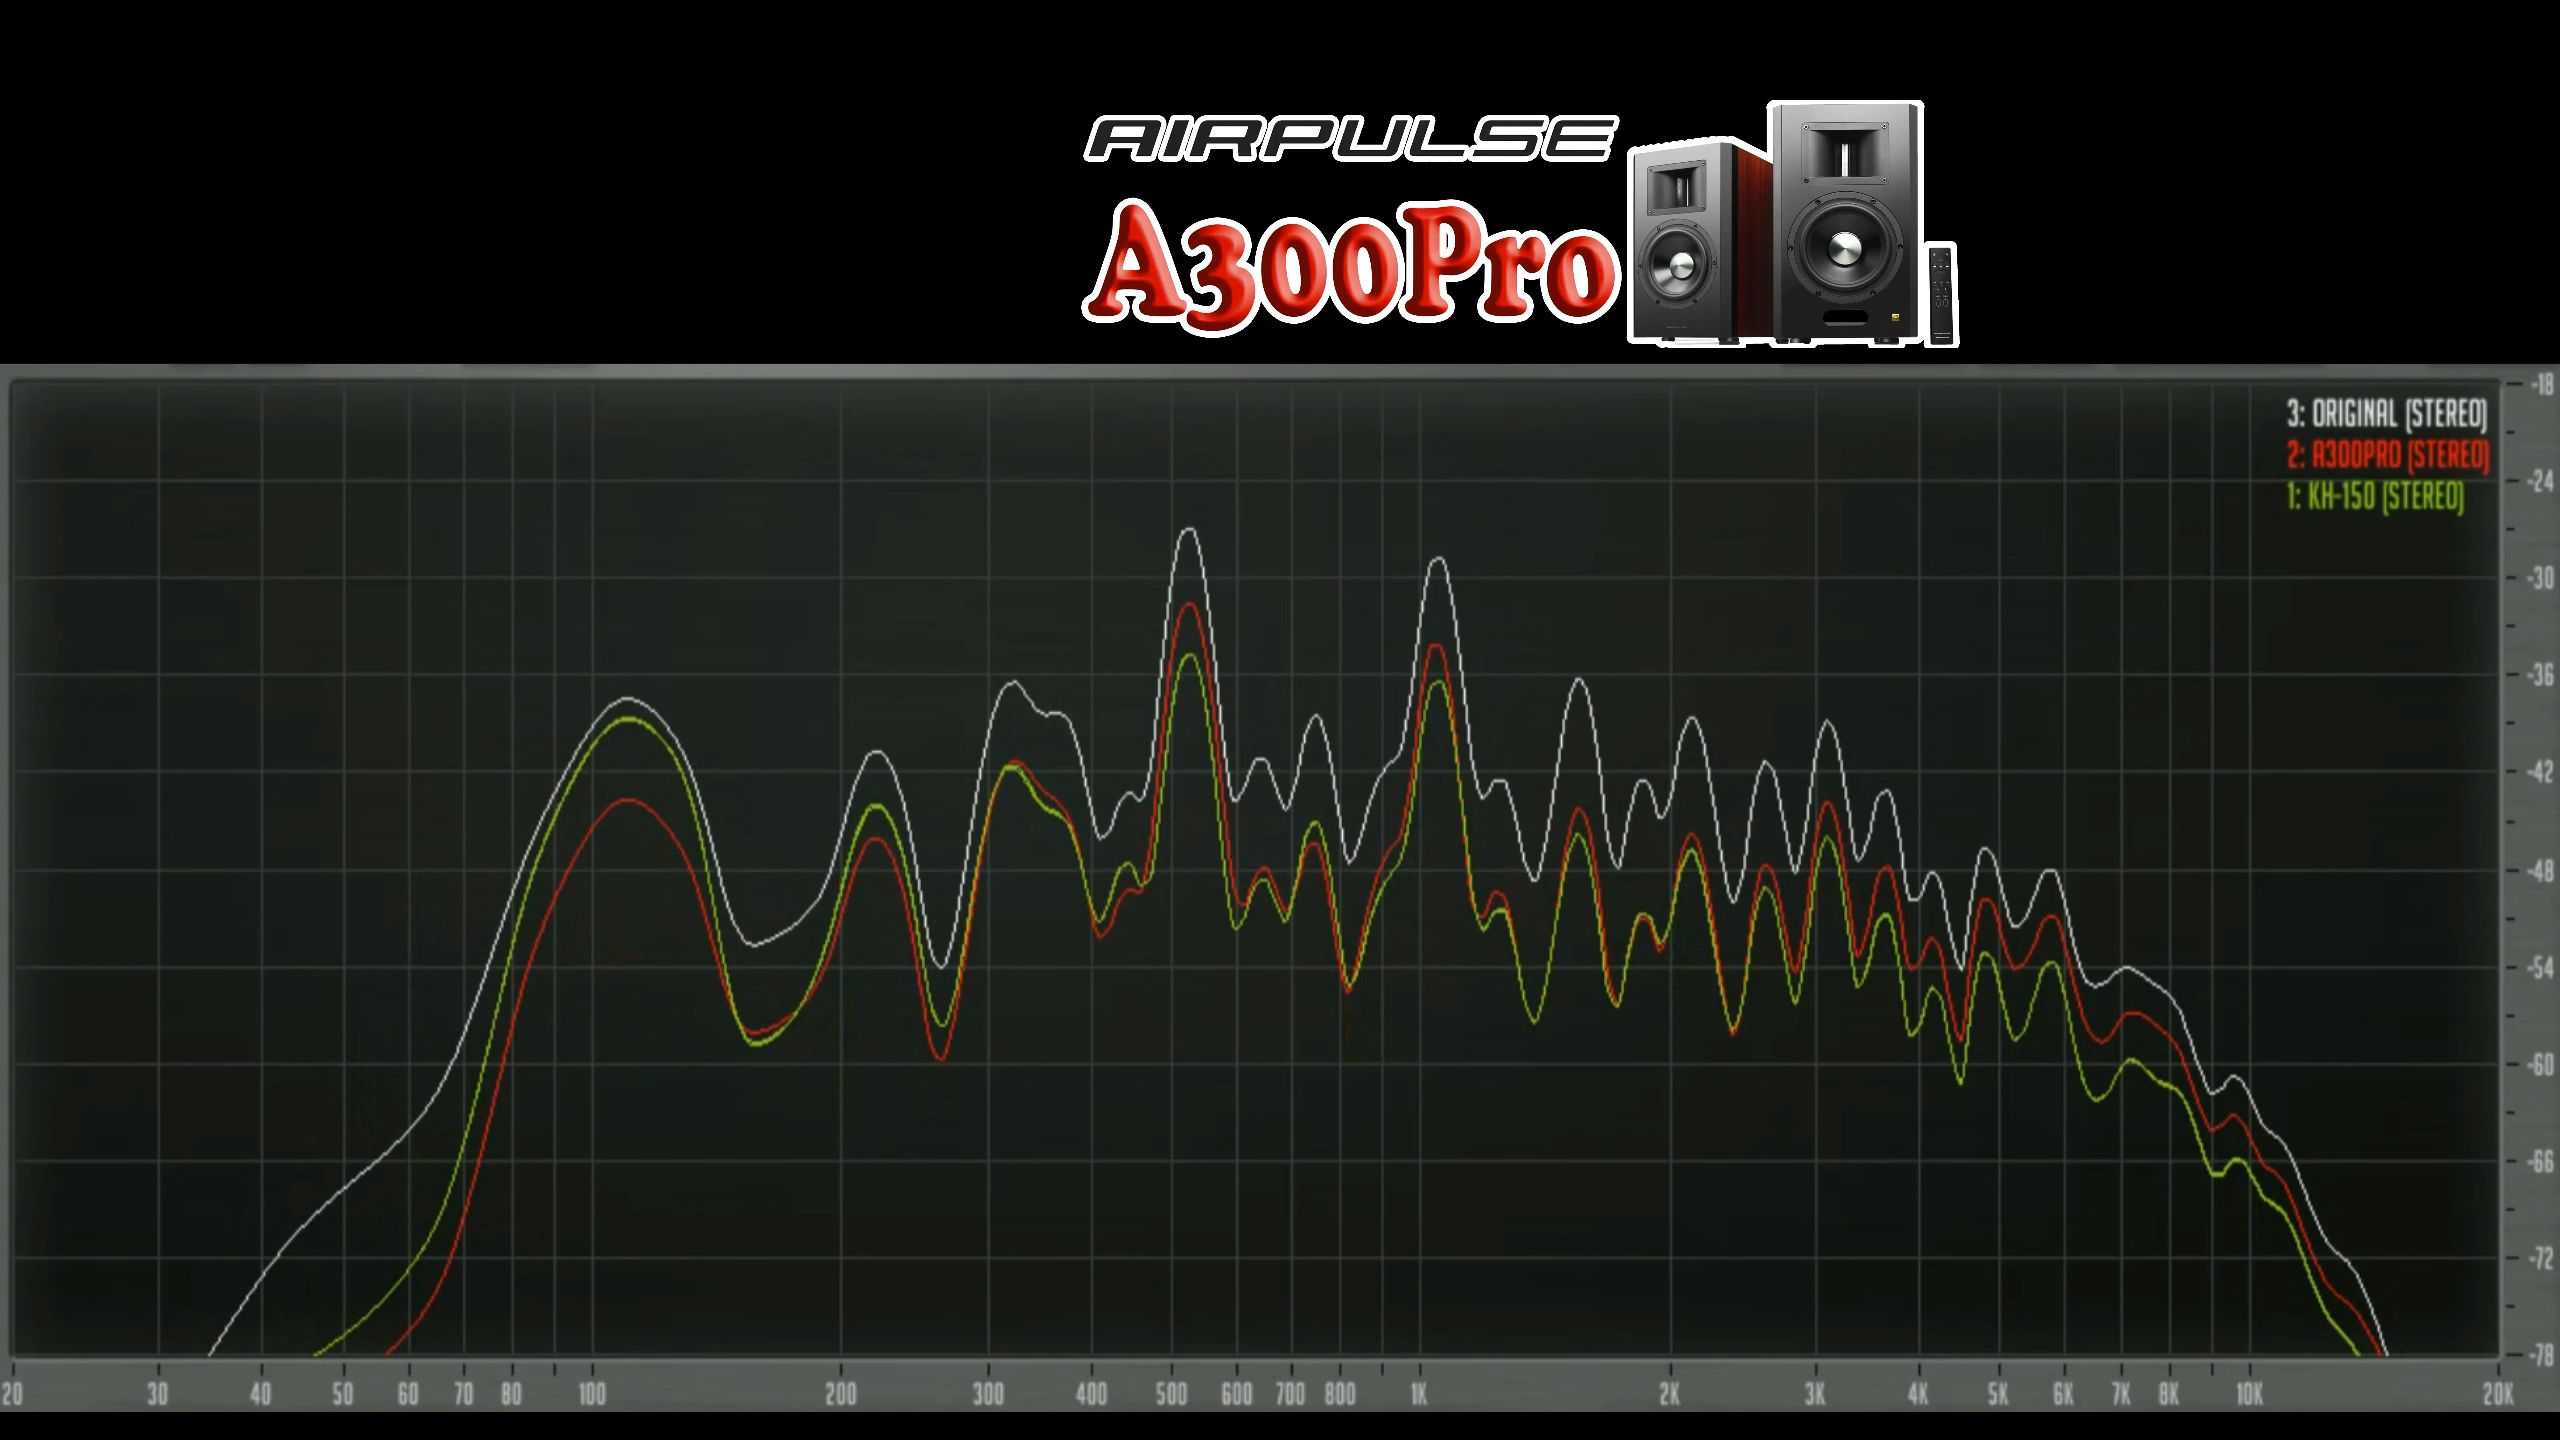 AIRPULSE
A300Pro
3: ORIGINAL (STEREO)
2: A300PRO (STEREO)
1: KH-150 (STEREO)
-18
-24
-30
-36
-42
-48
-54
-60
-66
-72
-78
20 30 40 50 60 70 80 100 200 300 400 500 600 700 800 1K 2K 3K 4K 5K 6K 7K 8K 10K 20K